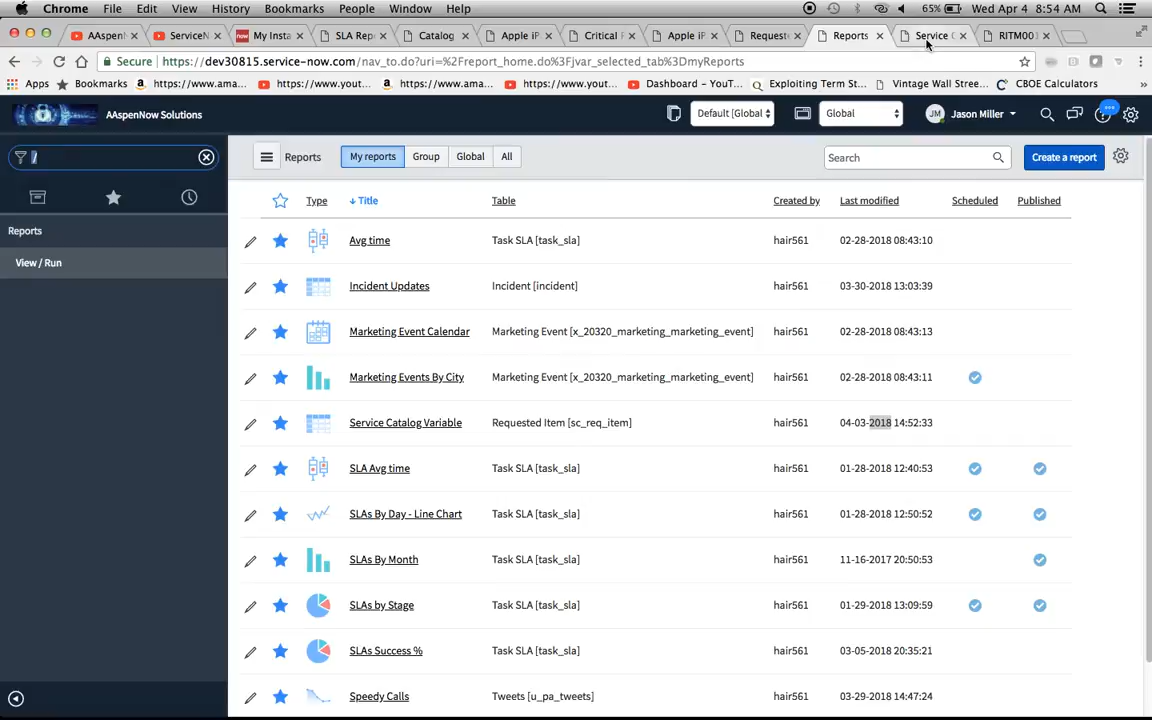 Chrome File Edit View History Bookmarks People Window Help 65% Wed Apr 4 8:54 AM
AAspenN ServiceN My Insta SLA Rep Catalog Apple iP Critical F Apple iP Request Reports Service C RITM001
Secure https://dev30815.service-now.com/nav_to.do?uri=%2Freport_home.do%3Fjvar_selected_tab%3DmyReports
Apps Bookmarks https://www.ama... https://www.yout... https://www.ama... https://www.yout... Dashboard - YouT... Exploiting Term St... Vintage Wall Stree... CBOE Calculators »
AAspenNow Solutions Default [Global Global JM Jason Miller
/
Reports My reports Group Global All Search Create a report
Type Title Table Created by Last modified Scheduled Published
Reports
View / Run
Avg time Task SLA [task_sla] hair561 02-28-2018 08:43:10
Incident Updates Incident [incident] hair561 03-30-2018 13:03:39
Marketing Event Calendar Marketing Event [x_20320_marketing_marketing_event] hair561 02-28-2018 08:43:13
Marketing Events By City Marketing Event [x_20320_marketing_marketing_event] hair561 02-28-2018 08:43:11
Service Catalog Variable Requested Item [sc_req_item] hair561 04-03-2018 14:52:33
SLA Avg time Task SLA [task_sla] hair561 01-28-2018 12:40:53
SLAs By Day - Line Chart Task SLA [task_sla] hair561 01-28-2018 12:50:52
SLAs By Month Task SLA [task_sla] hair561 11-16-2017 20:50:53
SLAs by Stage Task SLA [task_sla] hair561 01-29-2018 13:09:59
SLAs Success % Task SLA [task_sla] hair561 03-05-2018 20:35:21
Speedy Calls Tweets [u_pa_tweets] hair561 03-29-2018 14:47:24